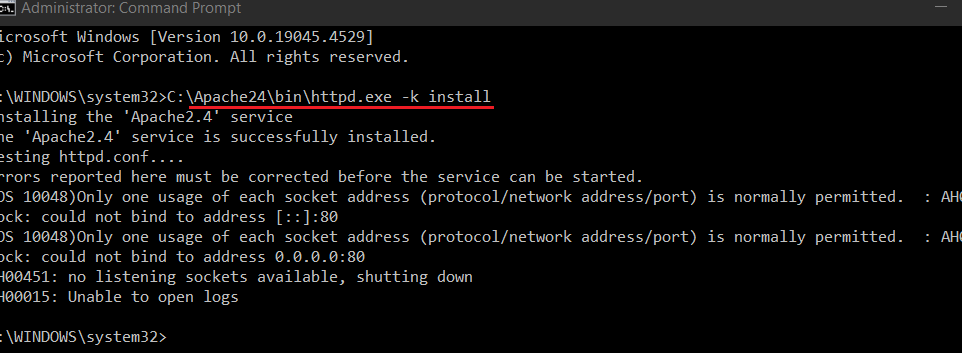 Administrator: Command Prompt
icrosoft Windows [Version 10.0.19045.4529]
c) Microsoft Corporation. All rights reserved.
:\WINDOWS\system32>C:\Apache24\bin\httpd.exe -k install
nstalling the 'Apache2.4' service
he 'Apache2.4' service is successfully installed.
esting httpd.conf....
rrors reported here must be corrected before the service can be started.
OS 10048)Only one usage of each socket address (protocol/network address/port) is normally permitted.  : AH0
ock: could not bind to address [::]:80
OS 10048)Only one usage of each socket address (protocol/network address/port) is normally permitted.  : AH0
ock: could not bind to address 0.0.0.0:80
H00451: no listening sockets available, shutting down
H00015: Unable to open logs
:\WINDOWS\system32>